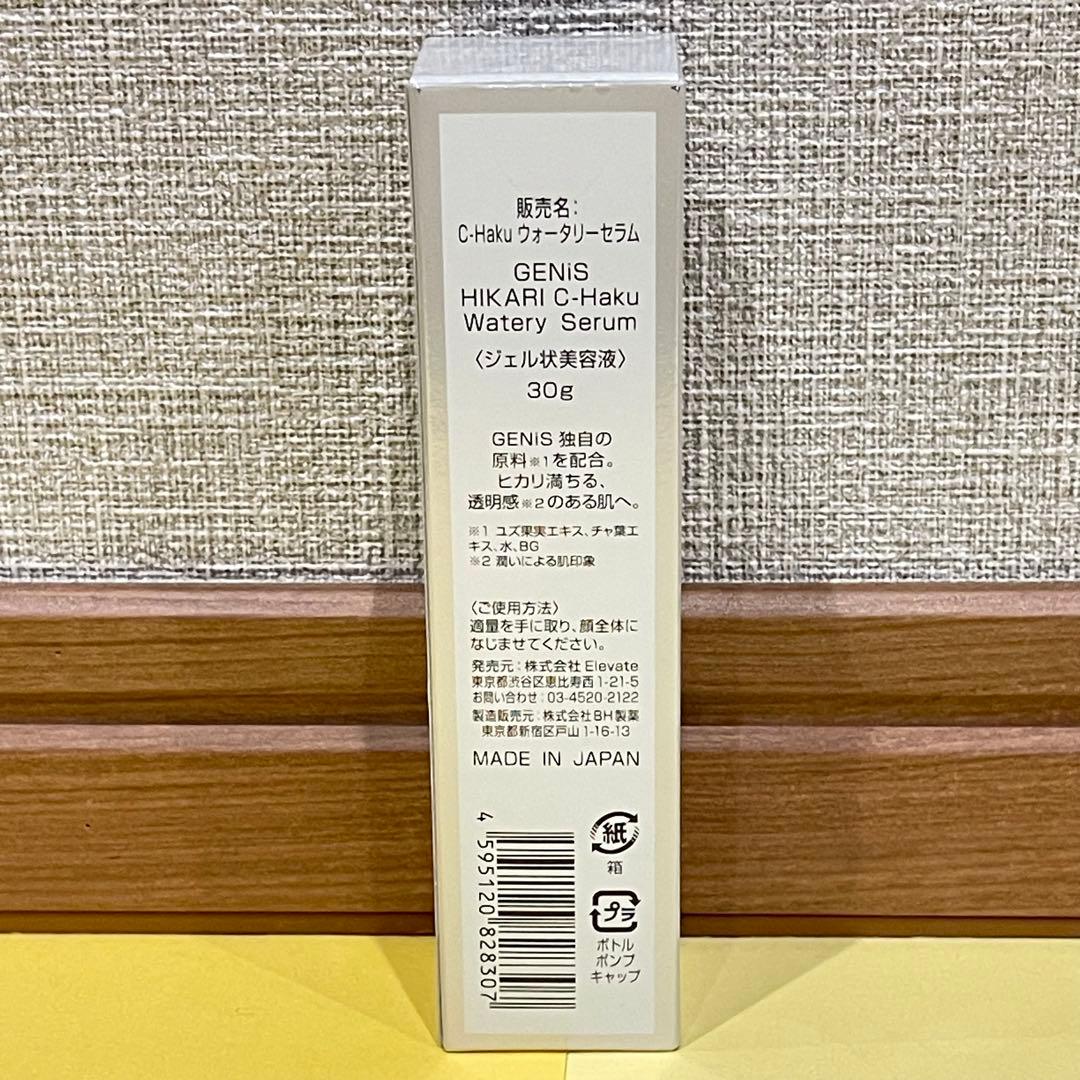 販売名：
C-Haku ウォータリーセラム
GENiS
HIKARI C-Haku
Watery Serum
〈ジェル状美容液〉
30g
GENiS 独自の
原料※1を配合。
ヒカリ満ちる、
透明感※2のある肌へ。
※1 ユズ果実エキス、チャ葉エ
キス、水、BG
※2 潤いによる肌印象
〈ご使用方法〉
適量を手に取り、顔全体に
なじませてください。
発売元：株式会社Elevate
東京都渋谷区恵比寿西1-21-5
お問い合わせ：03-4520-2122
製造販売元：株式会社BH製薬
東京都新宿区戸山1-16-13
MADE IN JAPAN
4 595120 828307
紙
箱
プラ
ボトル
ポンプ
キャップ